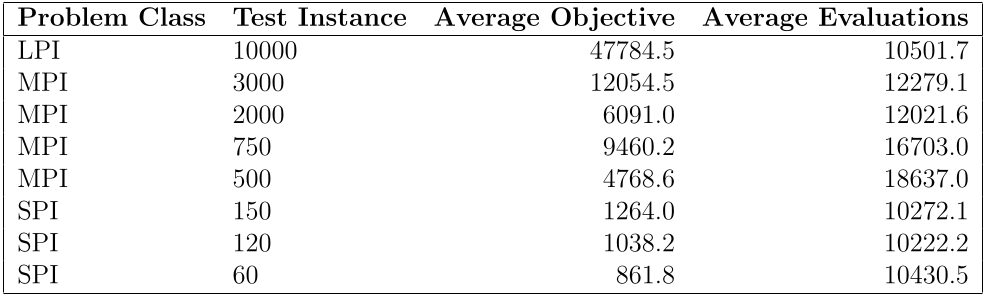 Problem Class Test Instance Average Objective Average Evaluations
LPI 10000 47784.5 10501.7
MPI 3000 12054.5 12279.1
MPI 2000 6091.0 12021.6
MPI 750 9460.2 16703.0
MPI 500 4768.6 18637.0
SPI 150 1264.0 10272.1
SPI 120 1038.2 10222.2
SPI 60 861.8 10430.5